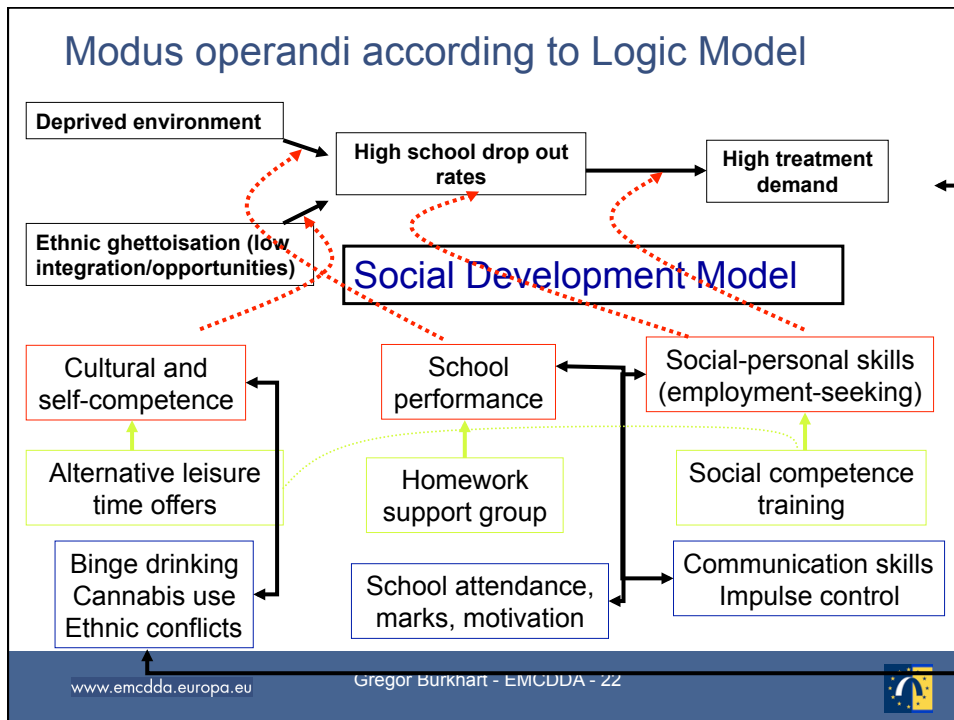 Modus operandi according to Logic Model
Deprived environment
High school drop out
rates
High treatment
demand
Ethnic ghettoisation (low
integration/opportunities)
Social Development Model
Cultural and
self-competence
School
performance
Social-personal skills
(employment-seeking)
Alternative leisure
time offers
Homework
support group
Social competence
training
Binge drinking
Cannabis use
Ethnic conflicts
School attendance,
marks, motivation
Communication skills
Impulse control
www.emcdda.europa.eu
Gregor Burkhart - EMCDDA - 22